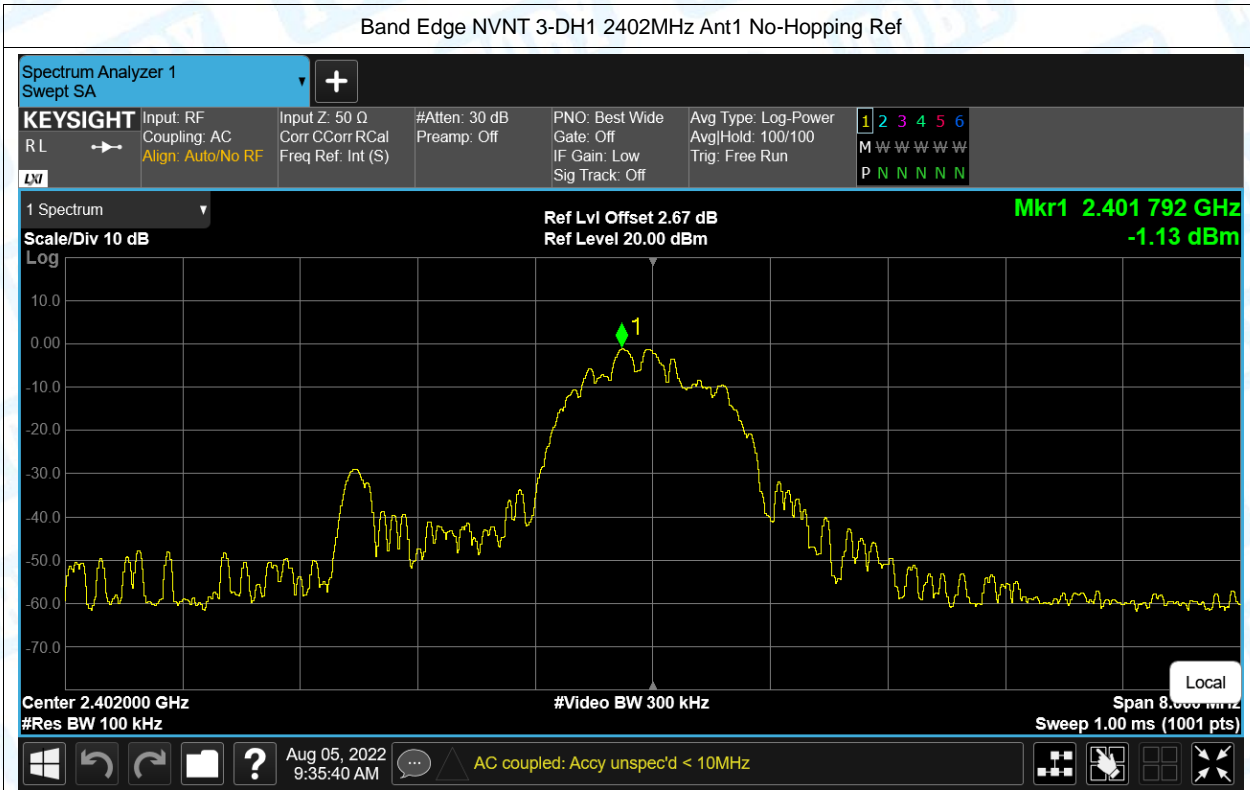 Band Edge NVNT 3-DH1 2402MHz Ant1 No-Hopping Ref
Spectrum Analyzer 1
Swept SA
KEYSIGHT
RL
LXI
Input: RF
Coupling: AC
Align: Auto/No RF
Input Z: 50 Ω
Corr CCorr RCal
Freq Ref: Int (S)
#Atten: 30 dB
Preamp: Off
PNO: Best Wide
Gate: Off
IF Gain: Low
Sig Track: Off
Avg Type: Log-Power
Avg|Hold: 100/100
Trig: Free Run
1 2 3 4 5 6
M W W W W W
P N N N N N
1 Spectrum
Scale/Div 10 dB
Ref Lvl Offset 2.67 dB
Ref Level 20.00 dBm
Mkr1 2.401 792 GHz
-1.13 dBm
Log
10.0
0.00
-10.0
-20.0
-30.0
-40.0
-50.0
-60.0
-70.0
1
Center 2.402000 GHz
#Res BW 100 kHz
#Video BW 300 kHz
Local
Span
Sweep 1.00 ms (1001 pts)
?
Aug 05, 2022
9:35:40 AM
AC coupled: Accy unspec'd < 10MHz